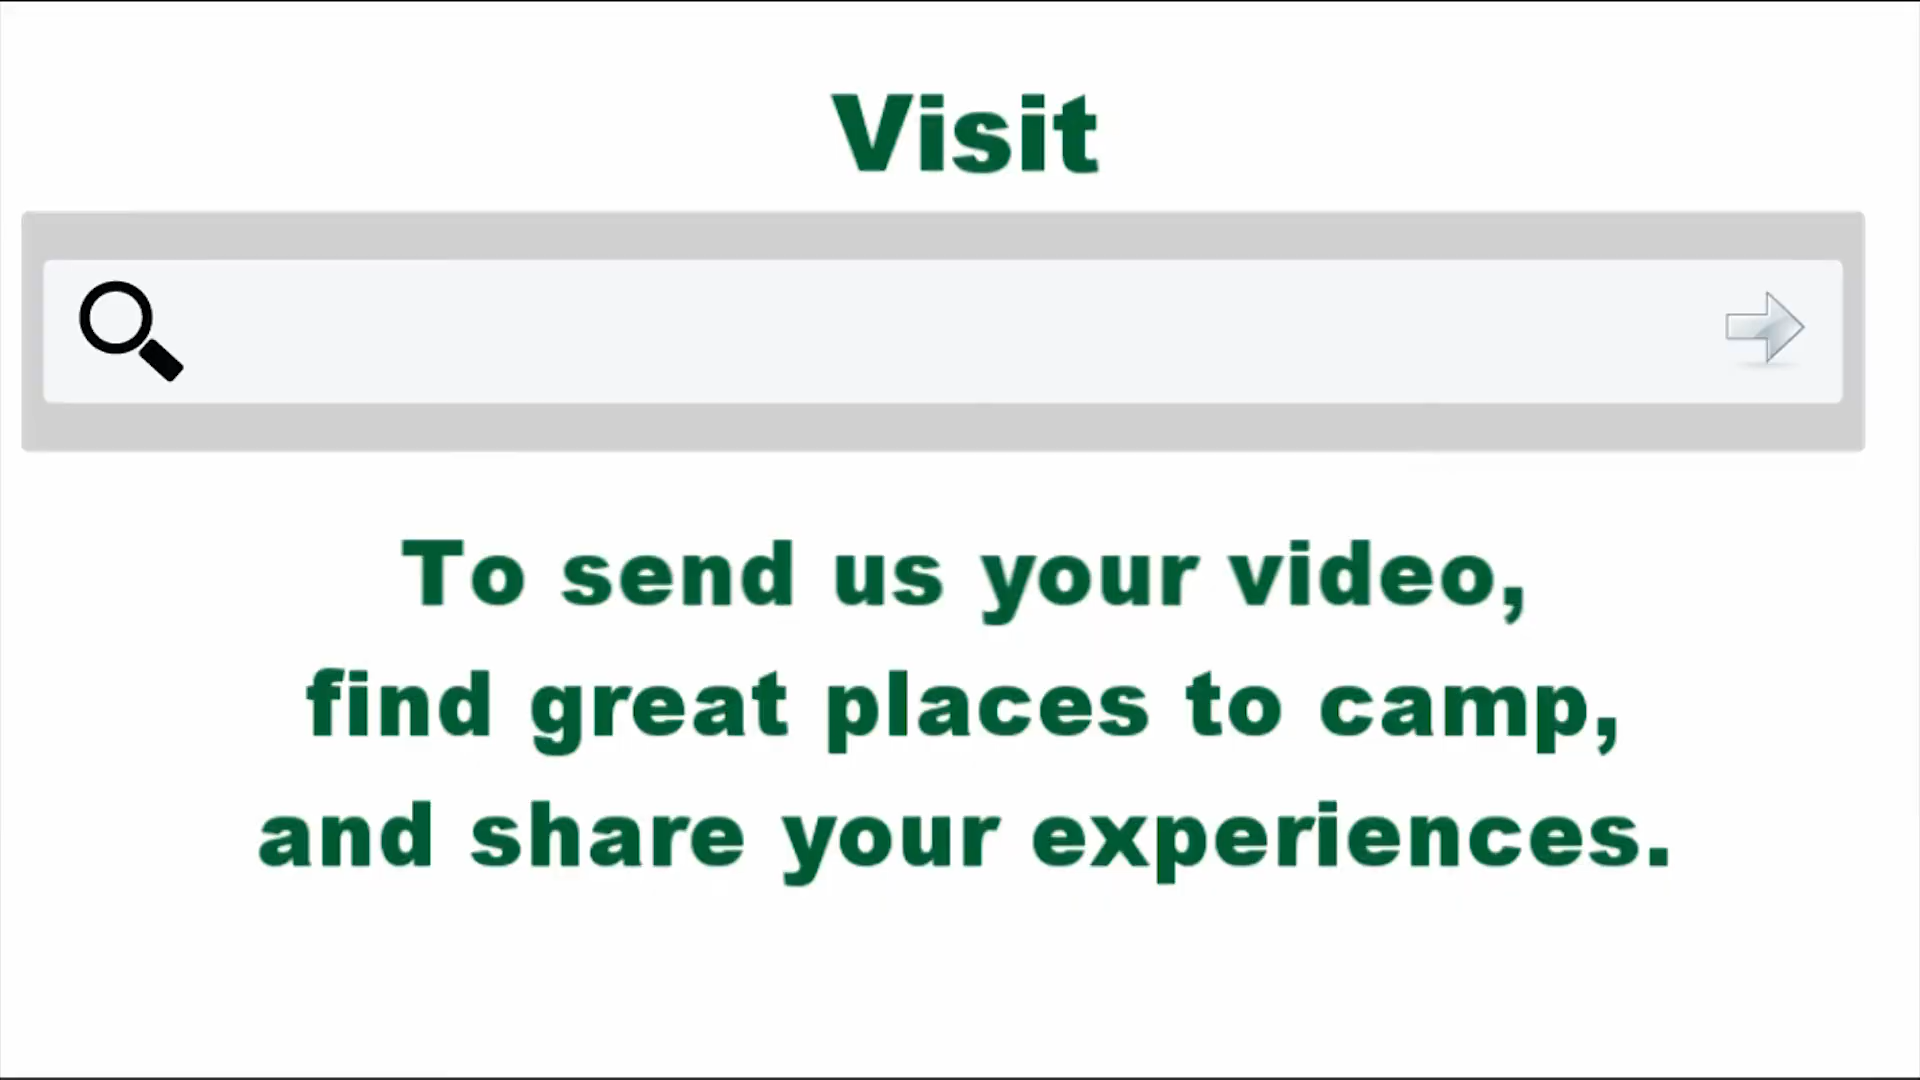 Visit
To send us your video,
find great places to camp,
and share your experiences.